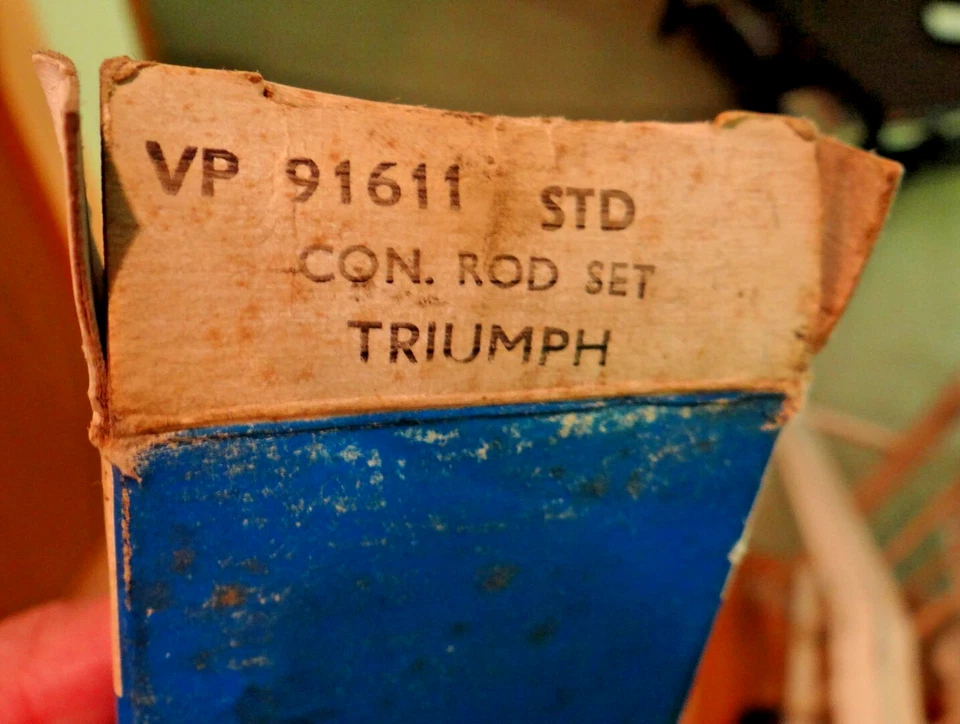 VP 91611 STD
CON. ROD SET
TRIUMPH